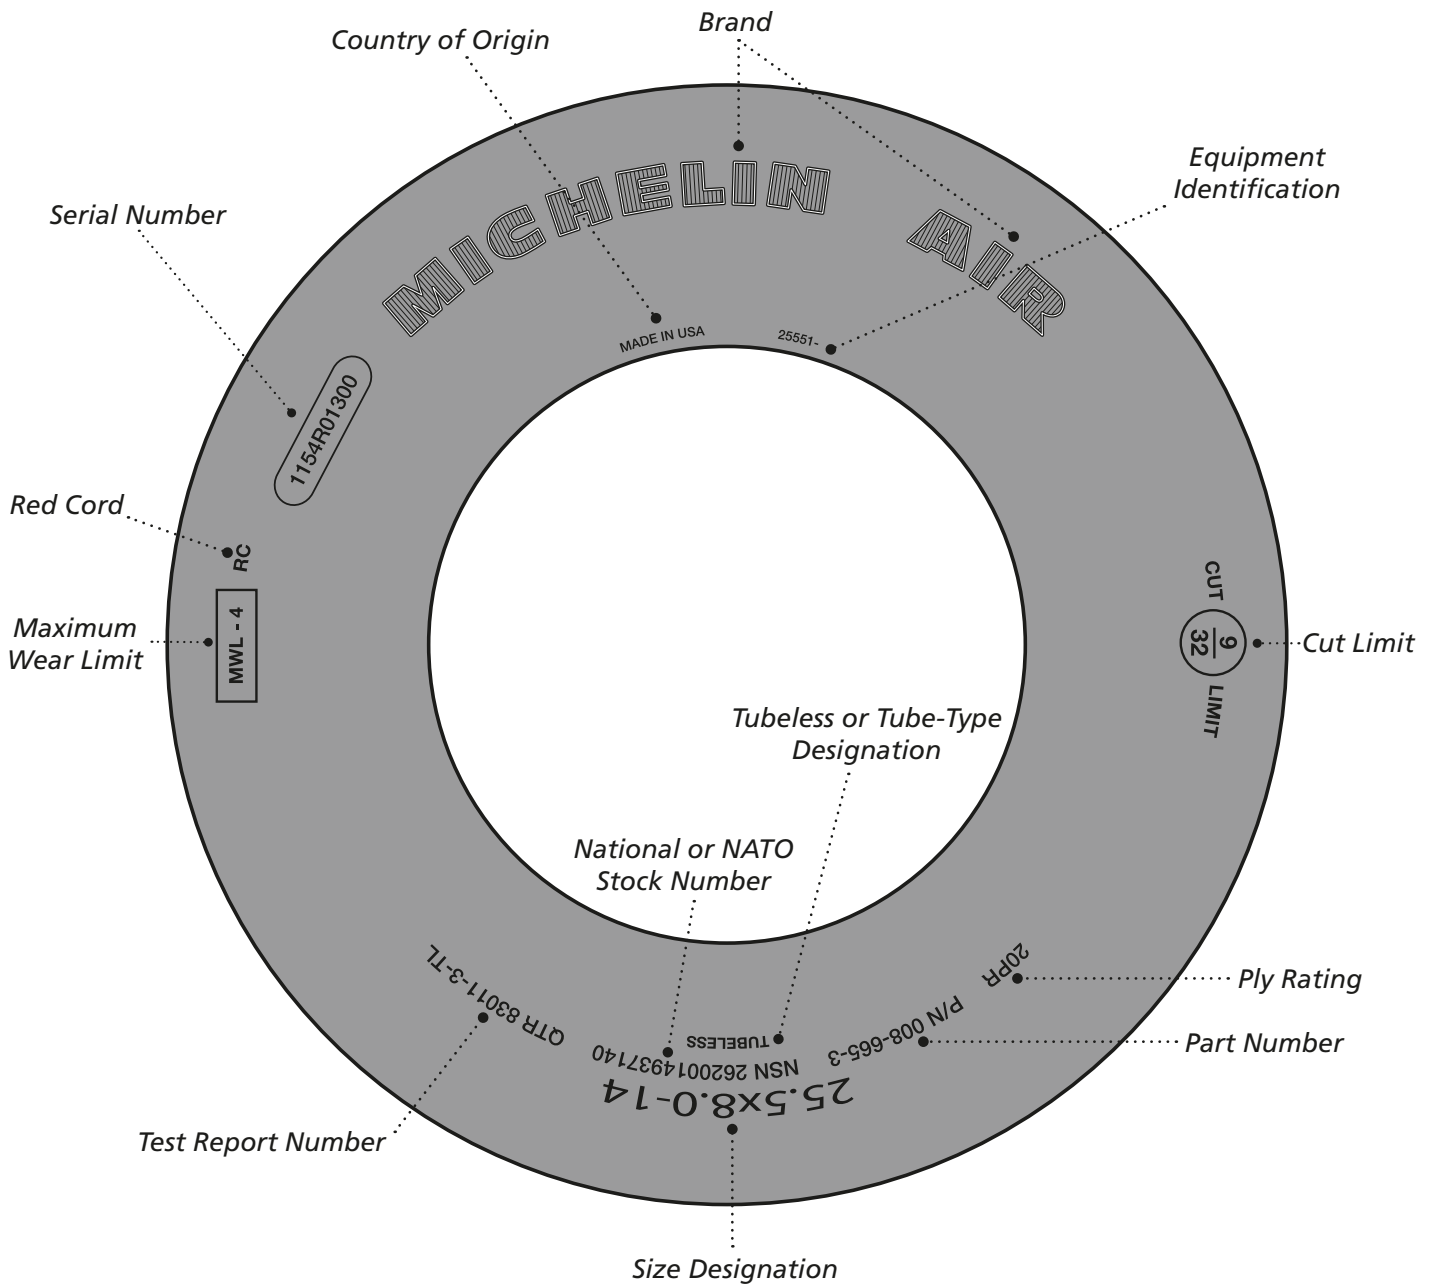 Brand
Country of Origin
Equipment
Identification
Serial Number
MICHELIN AIR
MADE IN USA
25551-
1154R01300
Red Cord
RC
Maximum
Wear Limit
MWL - 4
CUT
9
32
LIMIT
Cut Limit
Tubeless or Tube-Type
Designation
National or NATO
Stock Number
20PR
Ply Rating
P/N 008-665-3
Part Number
TUBELESS
NSN 2620014937140
QTR 83011-3-TL
25.5x8.0-14
Test Report Number
Size Designation